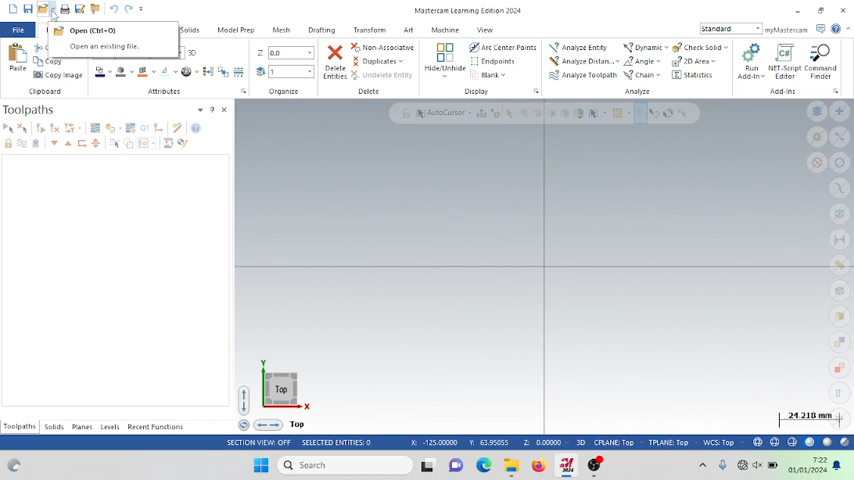 Mastercam Learning Edition 2024
Open (Ctrl+O)
Open an existing file.
File
Solids
Model Prep
Mesh
Drafting
Transform
Art
Machine
View
Standard
myMastercam
Paste
Copy
Copy Image
Clipboard
Attributes
Z 0.0
1
Organize
Delete Entities
Non-Associative
Duplicates
Undelete Entity
Delete
Hide/Unhide
Arc Center Points
Endpoints
Blank
Display
Analyze Entity
Analyze Distan...
Analyze Toolpath
Dynamic
Angle
Chain
Check Solid
2D Area
Statistics
Analyze
Run Add-In
NET-Script Editor
Command Finder
Add-Ins
Toolpaths
AutoCursor
Y
Top
X
Top
24.218 mm
Toolpaths
Solids
Planes
Levels
Recent Functions
SECTION VIEW: OFF
SELECTED ENTITIES: 0
X: -125.00000
Y: 63.95055
Z: 0.00000
3D
CPLANE: Top
TPLANE: Top
WCS: Top
Search
7:22
01/01/2024